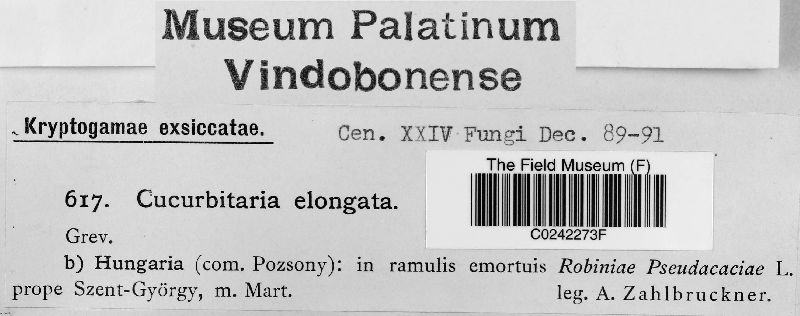 Museum Palatinum
Vindobonense
Kryptogamae exsiccatae.
Cen. XXIV Fungi Dec. 89-91
The Field Museum (F)
C0242273F
617. Cucurbitaria elongata.
Grev.
b) Hungaria (com. Pozsony): in ramulis emortuis Robiniae Pseudacaciae L.
prope Szent-György, m. Mart. leg. A. Zahlbruckner.